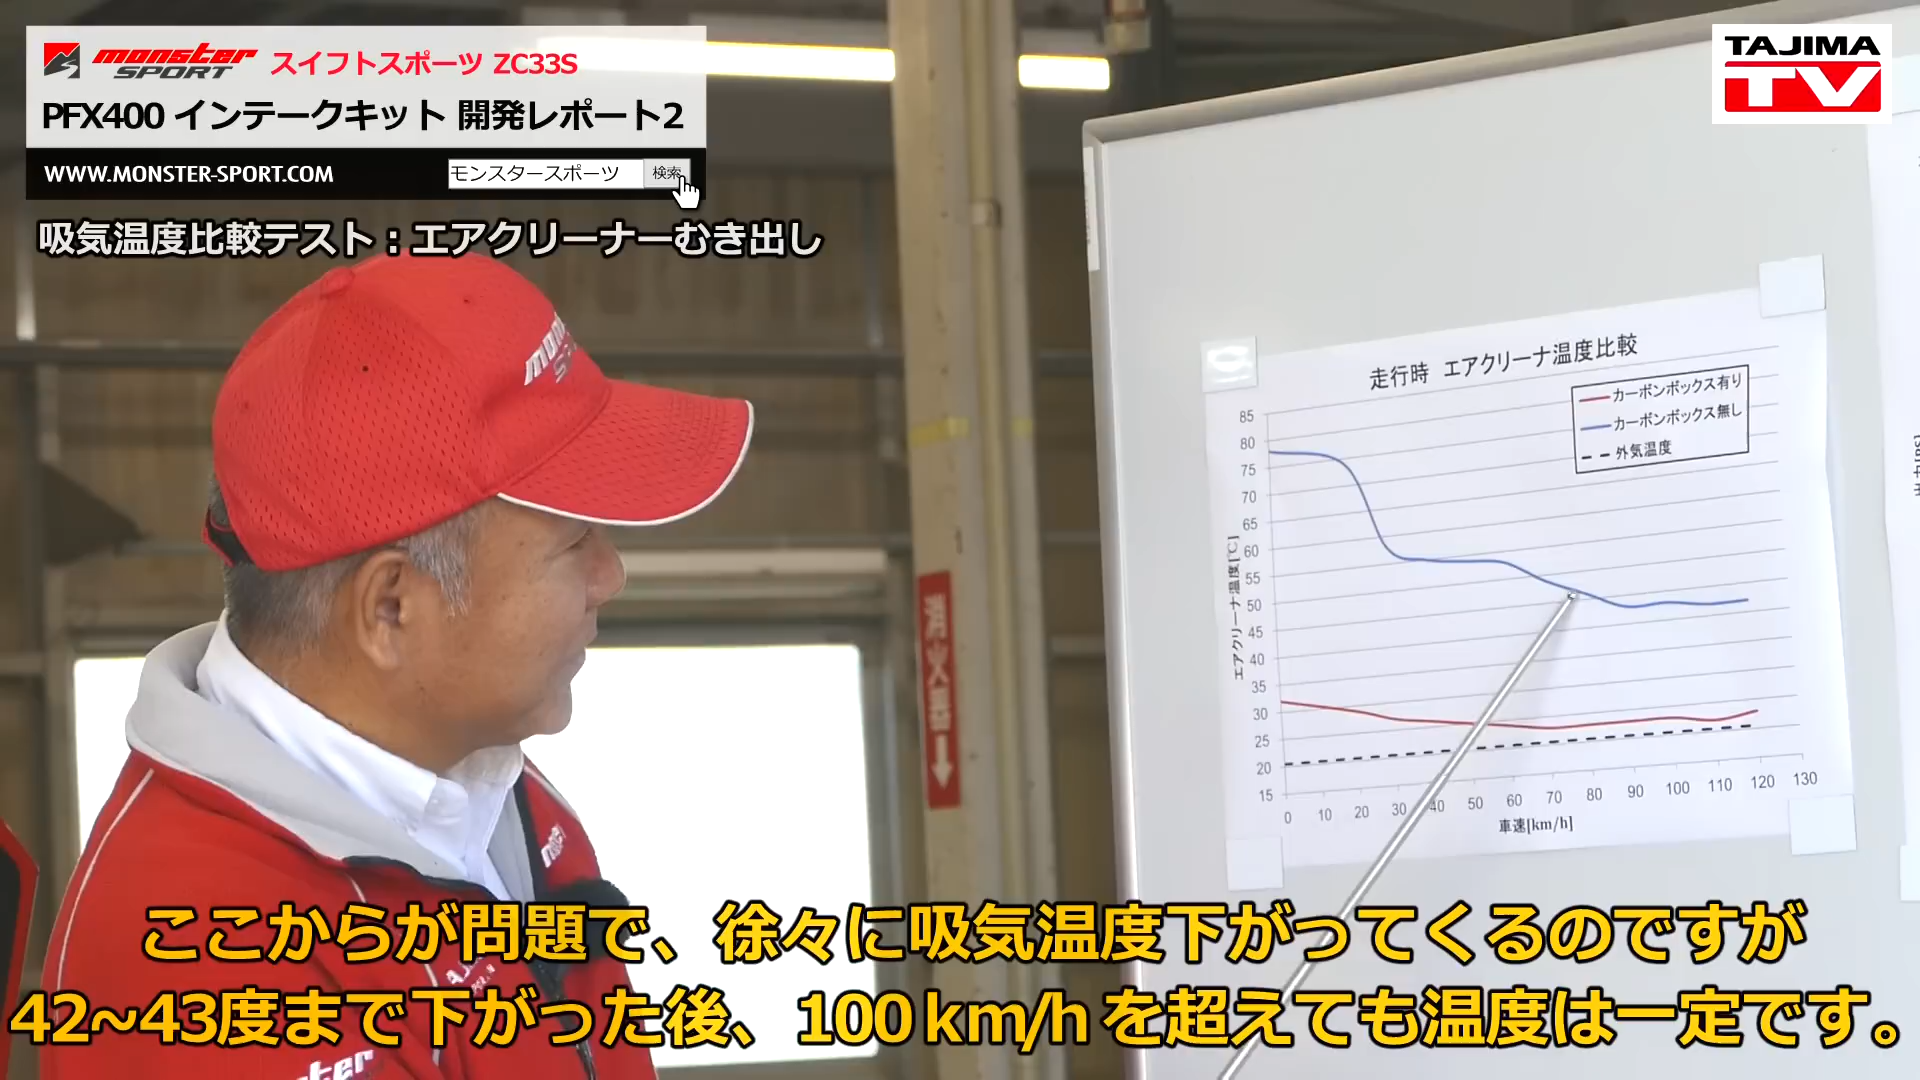 monster SPORT スイフトスポーツ ZC33S
PFX400 インテークキット 開発レポート2
WWW.MONSTER-SPORT.COM
モンスタースポーツ 検索
吸気温度比較テスト：エアクリーナーむき出し
TAJIMA
TV
消火器
走行時 エアクリーナ温度比較
カーボンボックス有り
カーボンボックス無し
外気温度
エアクリーナ温度[℃]
85
80
75
70
65
60
55
50
45
40
35
30
25
20
15
0 10 20 30 40 50 60 70 80 90 100 110 120 130
車速[km/h]
ここからが問題で、徐々に吸気温度下がってくるのですが
42~43度まで下がった後、100 km/h を超えても温度は一定です。